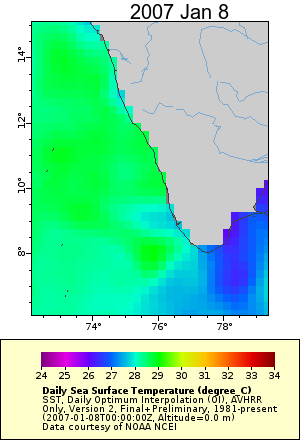 2007 Jan 8
14°
12°
10°
8°
74° 76° 78°
24 25 26 27 28 29 30 31 32 33 34
Daily Sea Surface Temperature (degree_C)
SST, Daily Optimum Interpolation (OI), AVHRR
Only, Version 2, Final+Preliminary, 1981-present
(2007-01-08T00:00:00Z, Altitude=0.0 m)
Data courtesy of NOAA NCEI